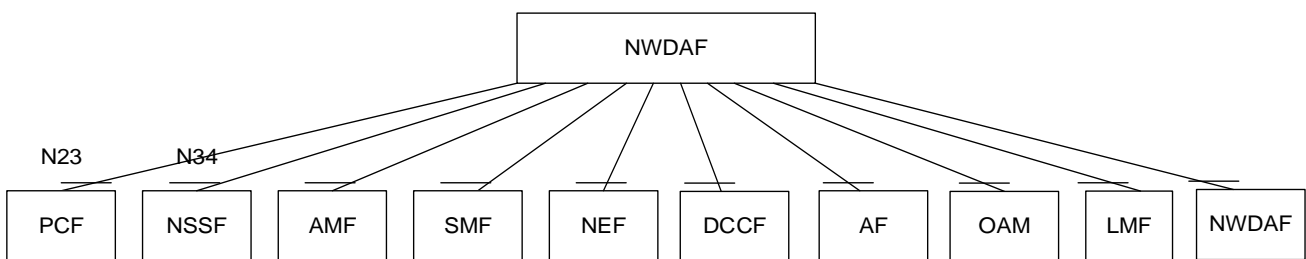 NWDAF
N23 N34
PCF NSSF AMF SMF NEF DCCF AF OAM LMF NWDAF